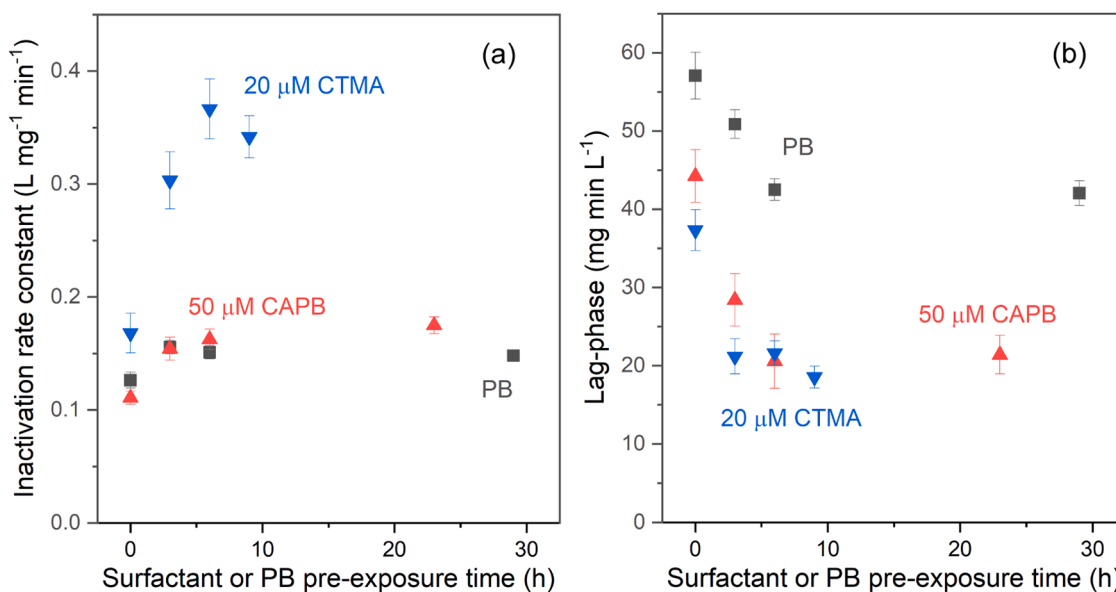 (a)
20 μM CTMA
50 μM CAPB
PB
Inactivation rate constant (L mg⁻¹ min⁻¹)
0.4
0.3
0.2
0.1
0.0
0 10 20 30
Surfactant or PB pre-exposure time (h)
(b)
PB
50 μM CAPB
20 μM CTMA
Lag-phase (mg min L⁻¹)
60
50
40
30
20
10
0
0 10 20 30
Surfactant or PB pre-exposure time (h)